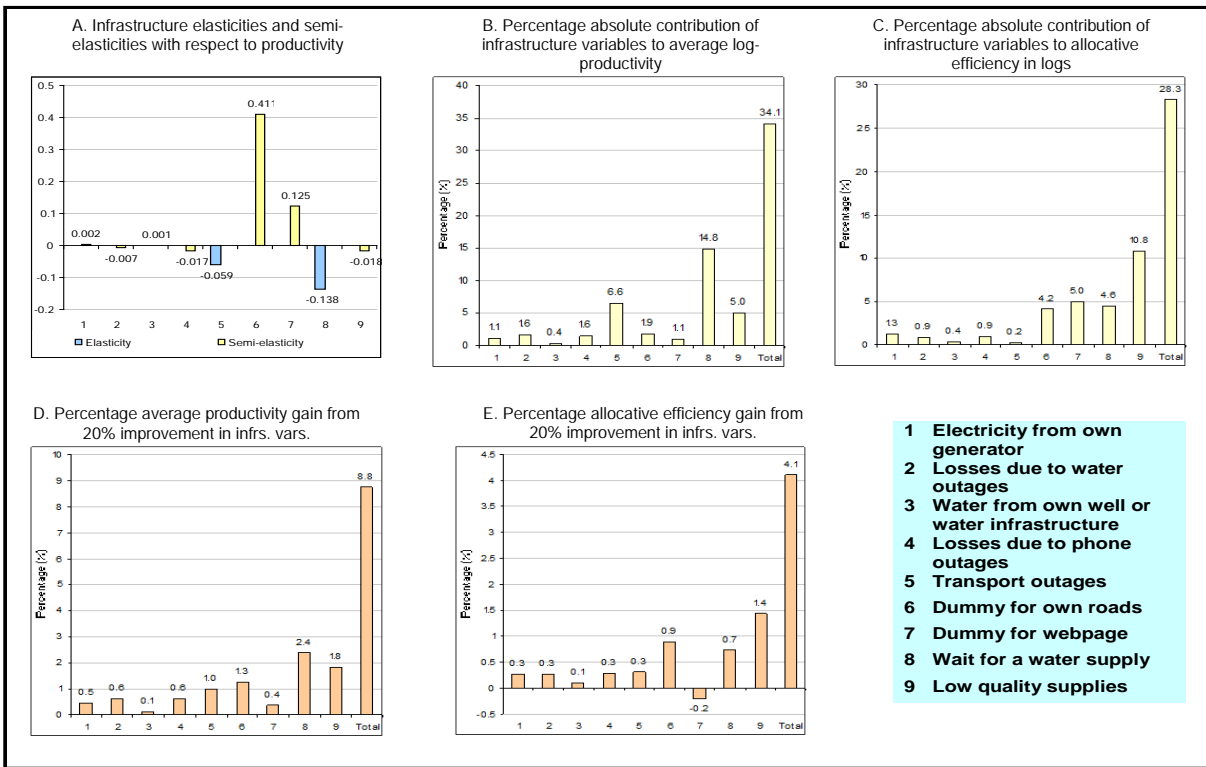 A. Infrastructure elasticities and semi-
elasticities with respect to productivity
0.5
0.4
0.3
0.2
0.1
0
-0.1
-0.2
0.002
-0.007
0.001
-0.017
-0.059
0.411
0.125
-0.138
-0.018
1 2 3 4 5 6 7 8 9
Elasticity Semi-elasticity
B. Percentage absolute contribution of
infrastructure variables to average log-
productivity
Percentage (%)
40
35
30
25
20
15
10
5
0
1.1
16
0.4
1.6
6.6
1.9
1.1
14.8
5.0
34.1
1 2 3 4 5 6 7 8 9 Total
C. Percentage absolute contribution of
infrastructure variables to allocative
efficiency in logs
Percentage (%)
30
25
20
15
10
5
0
13
0.9
0.4
0.9
0.2
4.2
5.0
4.6
10.8
28.3
1 2 3 4 5 6 7 8 9 Total
D. Percentage average productivity gain from
20% improvement in infrs. vars.
Percentage (%)
10
9
8
7
6
5
4
3
2
1
0
0.5
0.6
0.1
0.6
1.0
1.3
0.4
2.4
1.8
8.8
1 2 3 4 5 6 7 8 9 Total
E. Percentage allocative efficiency gain from
20% improvement in infrs. vars.
Percentage (%)
4.5
4
3.5
3
2.5
2
1.5
1
0.5
0
-0.5
0.3
0.3
0.1
0.3
0.3
0.9
-0.2
0.7
1.4
4.1
1 2 3 4 5 6 7 8 9 Total
1 Electricity from own
generator
2 Losses due to water
outages
3 Water from own well or
water infrastructure
4 Losses due to phone
outages
5 Transport outages
6 Dummy for own roads
7 Dummy for webpage
8 Wait for a water supply
9 Low quality supplies